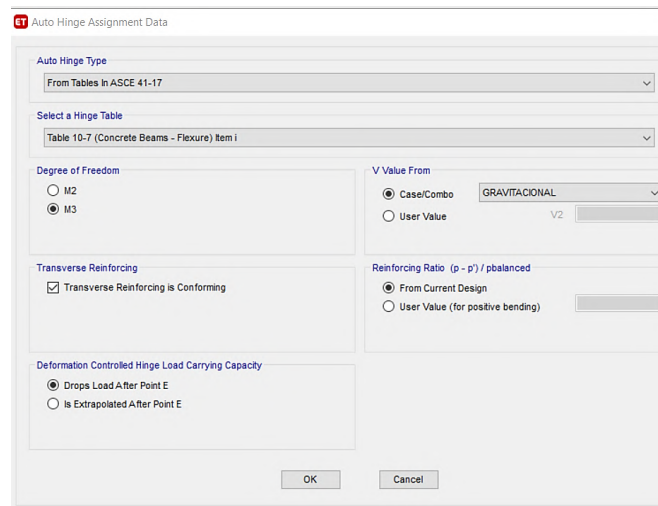 ET Auto Hinge Assignment Data
Auto Hinge Type
From Tables In ASCE 41-17
Select a Hinge Table
Table 10-7 (Concrete Beams - Flexure) Item i
Degree of Freedom
M2
M3
V Value From
Case/Combo GRAVITACIONAL
User Value V2
Transverse Reinforcing
Transverse Reinforcing is Conforming
Reinforcing Ratio (p - p') / pbalanced
From Current Design
User Value (for positive bending)
Deformation Controlled Hinge Load Carrying Capacity
Drops Load After Point E
Is Extrapolated After Point E
OK Cancel